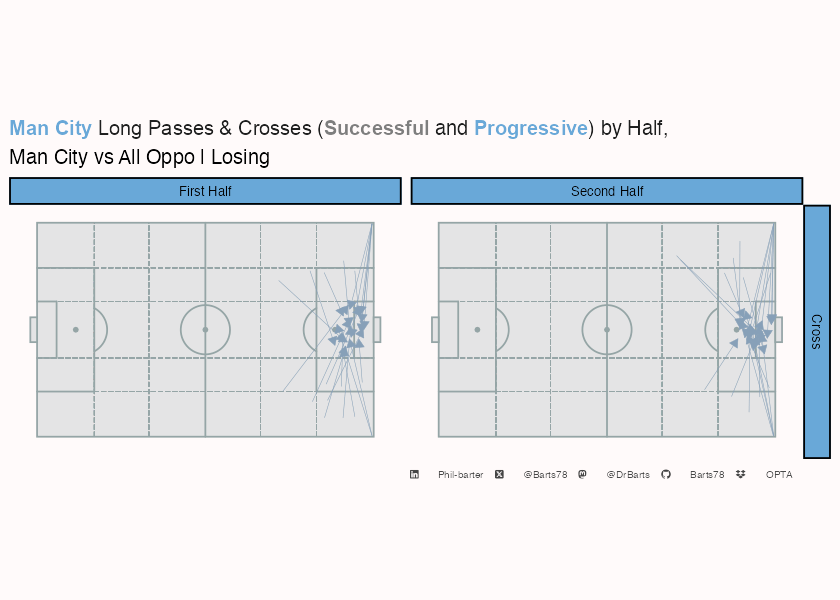 Man City Long Passes & Crosses (Successful and Progressive) by Half,
Man City vs All Oppo | Losing
First Half
Second Half
Cross
Phil-barter @Barts78 @DrBarts Barts78 OPTA